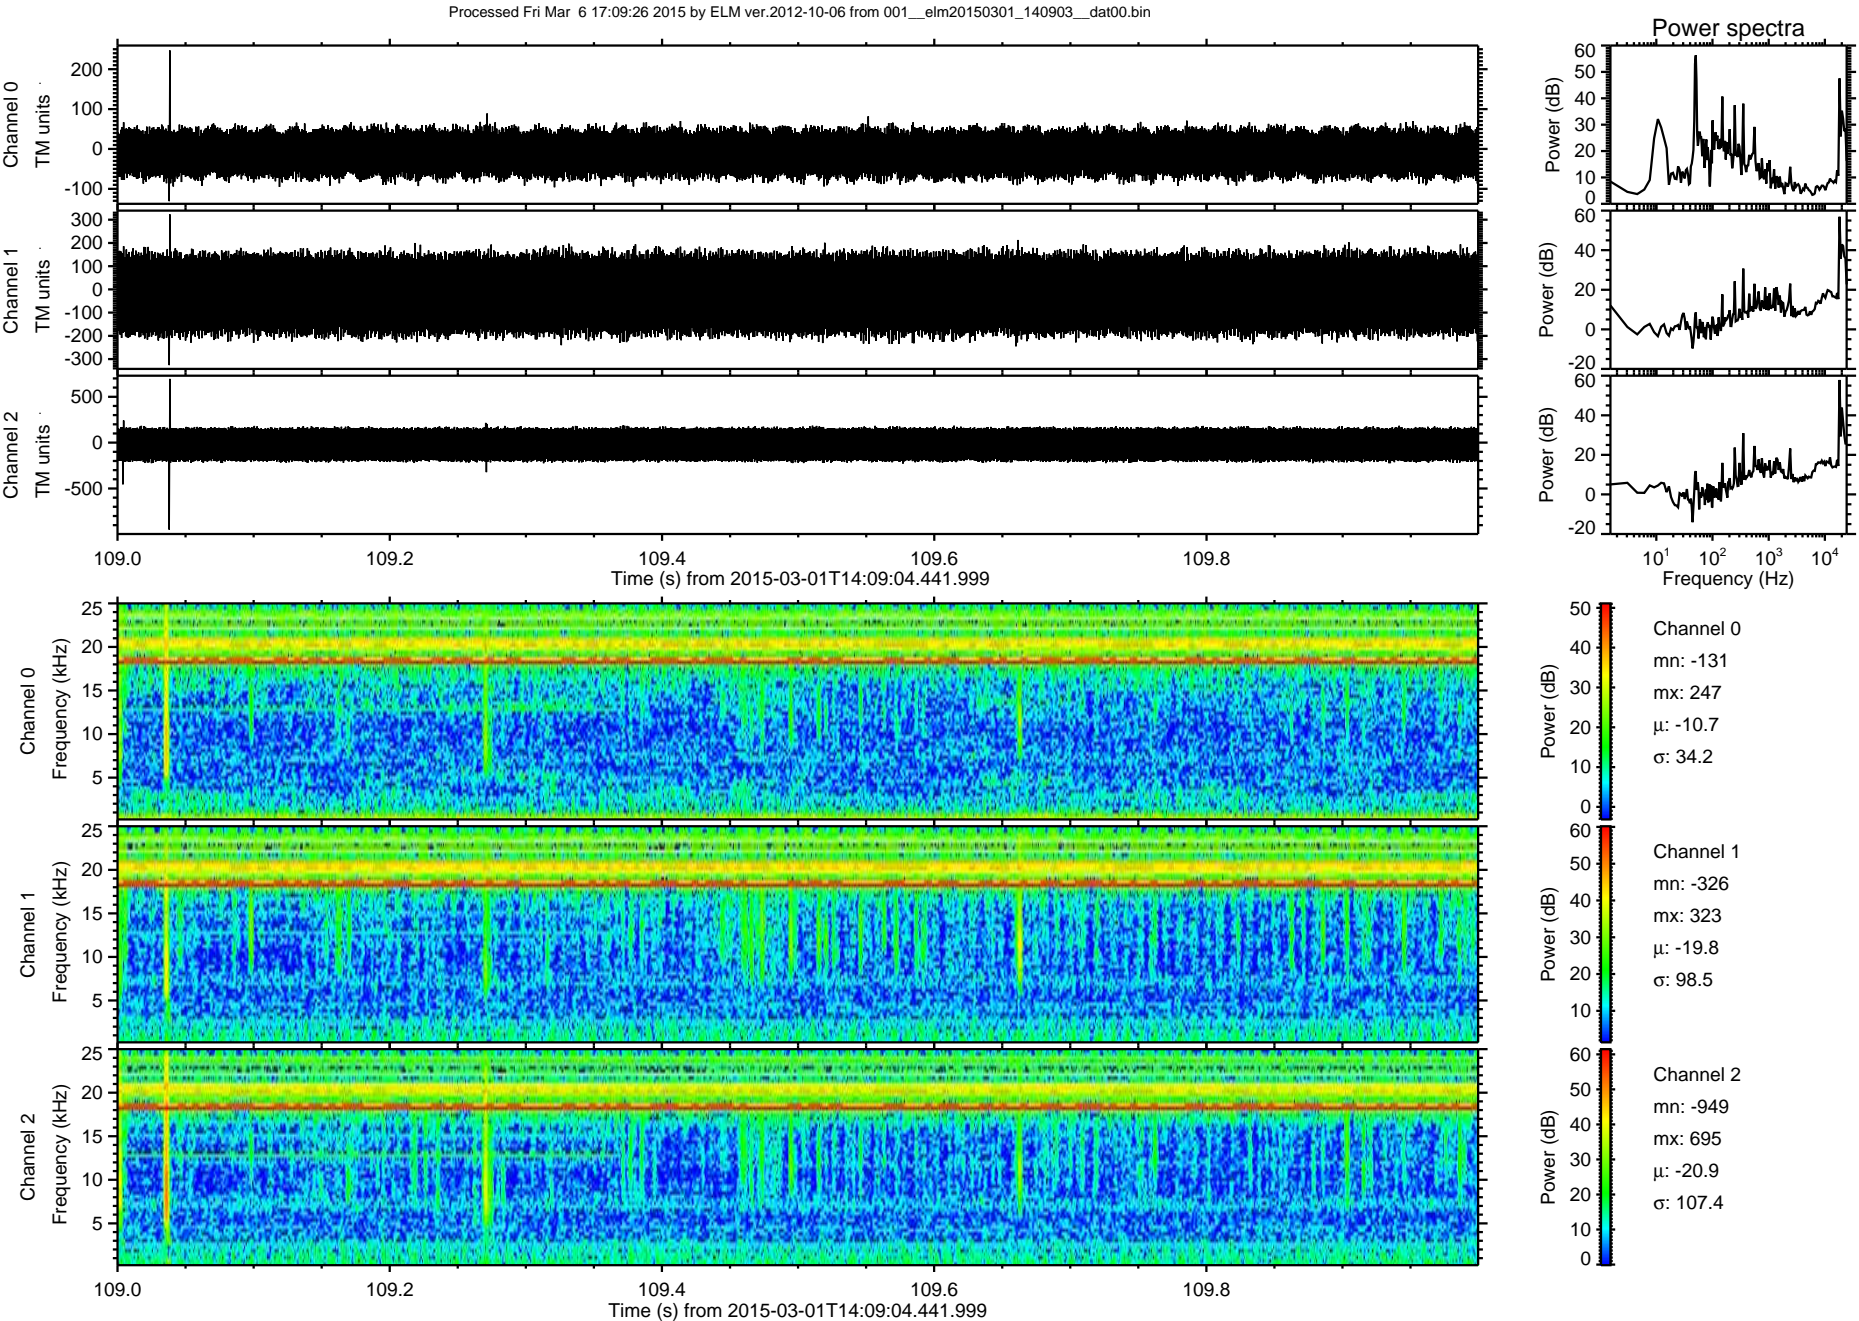 Processed Fri Mar  6 17:09:26 2015 by ELM ver.2012-10-06 from 001__elm20150301_140903__dat00.bin
Power spectra
Channel 0
TM units
200
100
0
-100
Power (dB)
60
50
40
30
20
10
0
Channel 1
TM units
300
200
100
0
-100
-200
-300
Power (dB)
60
40
20
0
-20
Channel 2
TM units
500
0
-500
Power (dB)
60
40
20
0
-20
109.0 109.2 109.4 109.6 109.8
Time (s) from 2015-03-01T14:09:04.441.999
10^1 10^2 10^3 10^4
Frequency (Hz)
Channel 0
Frequency (kHz)
25
20
15
10
5
Power (dB)
50
40
30
20
10
0
Channel 0
mn: -131
mx: 247
μ: -10.7
σ: 34.2
Channel 1
Frequency (kHz)
25
20
15
10
5
Power (dB)
60
50
40
30
20
10
Channel 1
mn: -326
mx: 323
μ: -19.8
σ: 98.5
Channel 2
Frequency (kHz)
25
20
15
10
5
Power (dB)
60
50
40
30
20
10
0
Channel 2
mn: -949
mx: 695
μ: -20.9
σ: 107.4
109.0 109.2 109.4 109.6 109.8
Time (s) from 2015-03-01T14:09:04.441.999